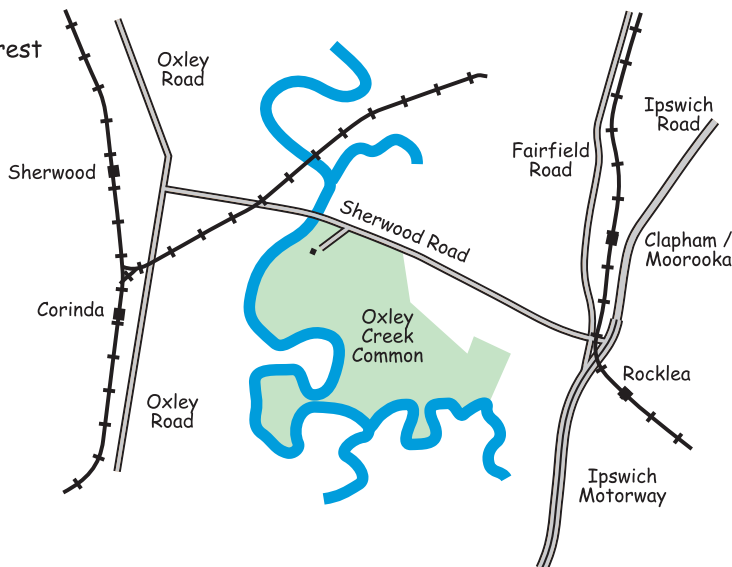 rest
Oxley
Road
Ipswich
Road
Fairfield
Road
Sherwood
Sherwood Road
Clapham /
Moorooka
Corinda
Oxley
Creek
Common
Rocklea
Oxley
Road
Ipswich
Motorway